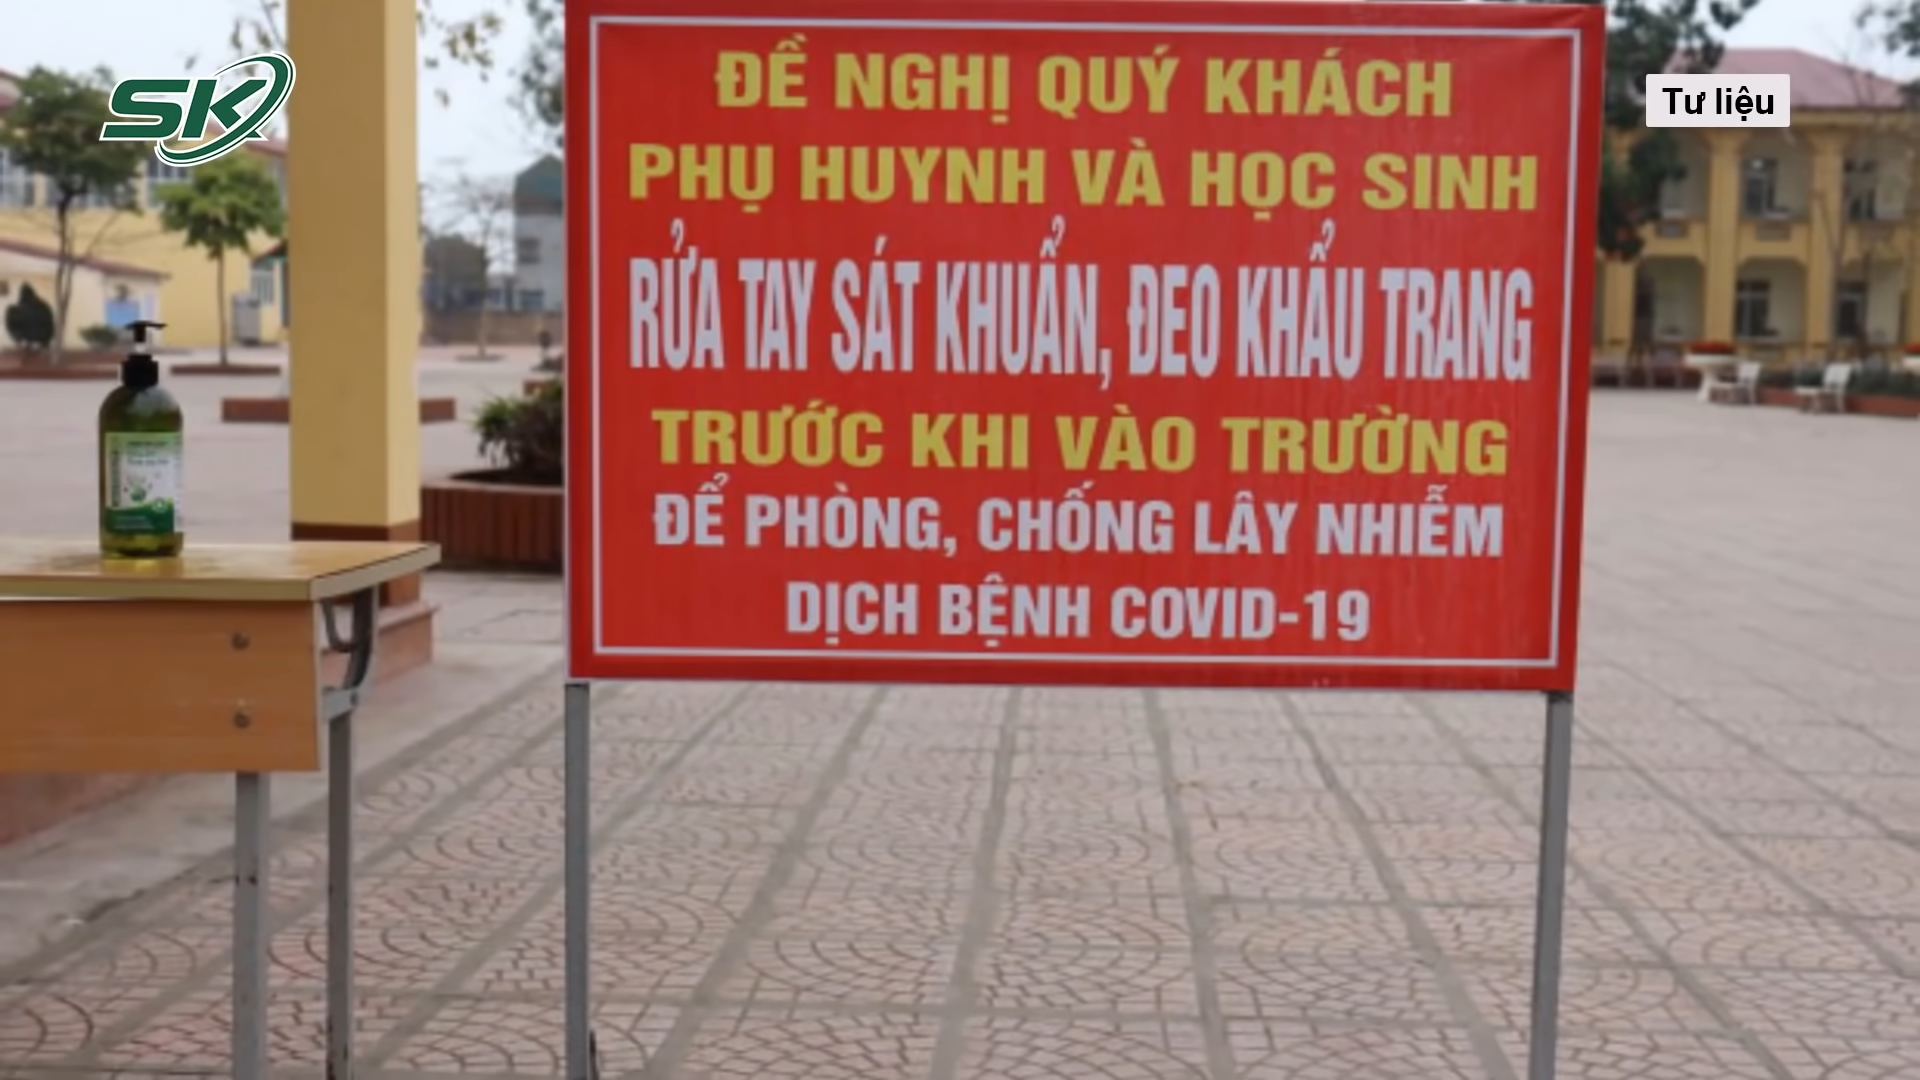 SK
Tư liệu
ĐỀ NGHỊ QUÝ KHÁCH
PHỤ HUYNH VÀ HỌC SINH
RỬA TAY SÁT KHUẨN, ĐEO KHẨU TRANG
TRƯỚC KHI VÀO TRƯỜNG
ĐỂ PHÒNG, CHỐNG LÂY NHIỄM
DỊCH BỆNH COVID-19